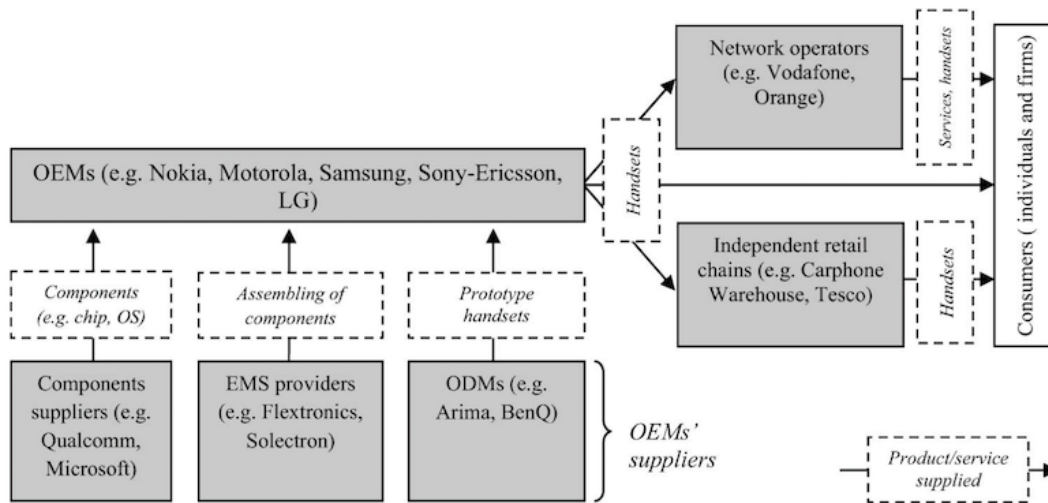 Network operators
(e.g. Vodafone,
Orange)
Services, handsets
Consumers ( individuals and firms)
OEMs (e.g. Nokia, Motorola, Samsung, Sony-Ericsson,
LG)
Handsets
Independent retail
chains (e.g. Carphone
Warehouse, Tesco)
Handsets
Components
(e.g. chip, OS)
Assembling of
components
Prototype
handsets
Components
suppliers (e.g.
Qualcomm,
Microsoft)
EMS providers
(e.g. Flextronics,
Solectron)
ODMs (e.g.
Arima, BenQ)
OEMs’
suppliers
Product/service
supplied